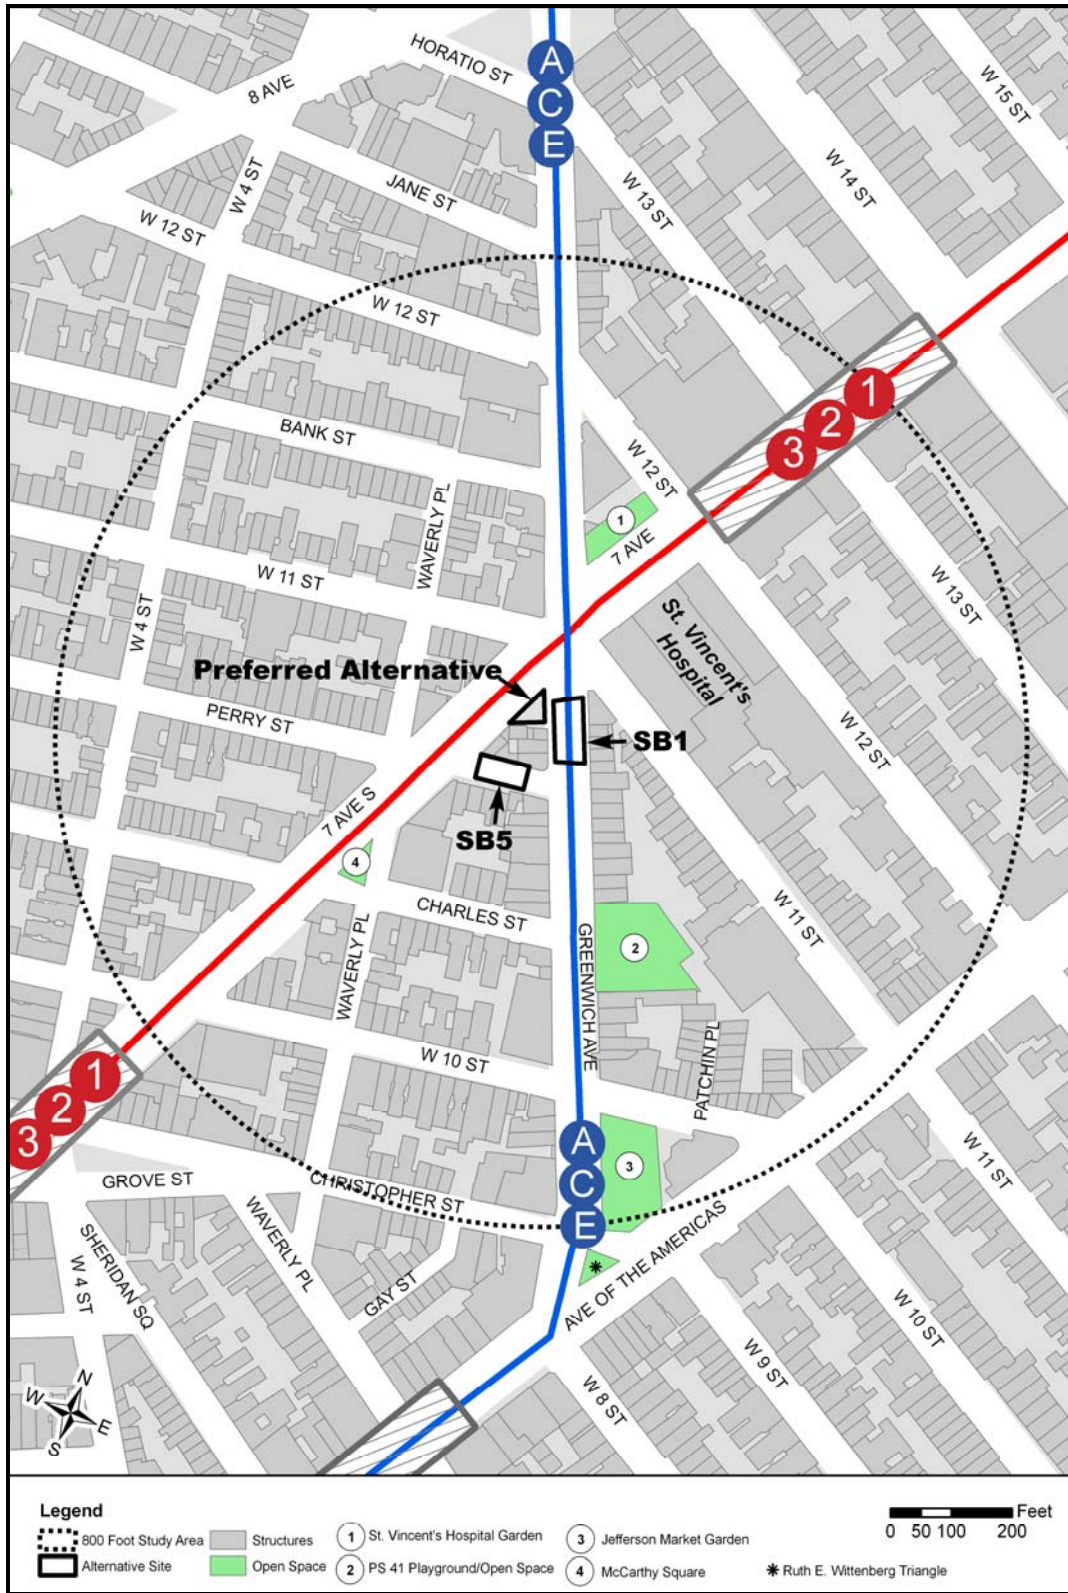 HORATIO ST
A
C
E
8 AVE
W 15 ST
W 14 ST
W 13 ST
JANE ST
W 4 ST
W 12 ST
W 12 ST
1
2
3
BANK ST
W 12 ST
WAVERLY PL
1
7 AVE
W 11 ST
W 13 ST
W 4 ST
St. Vincent's
Hospital
Preferred Alternative
PERRY ST
SB1
W 12 ST
7 AVE S
SB5
4
CHARLES ST
W 11 ST
WAVERLY PL
GREENWICH AVE
2
W 10 ST
PATCHIN PL
1
2
3
A
C
E
3
W 11 ST
GROVE ST
CHRISTOPHER ST
WAVERLY PL
SHERIDAN SQ
W 4 ST
GAY ST
AVE OF THE AMERICAS
W 10 ST
W 9 ST
W 8 ST
N
W
E
S
Legend
800 Foot Study Area
Structures
1 St. Vincent's Hospital Garden
3 Jefferson Market Garden
Feet
0 50 100 200
Alternative Site
Open Space
2 PS 41 Playground/Open Space
4 McCarthy Square
Ruth E. Wittenberg Triangle